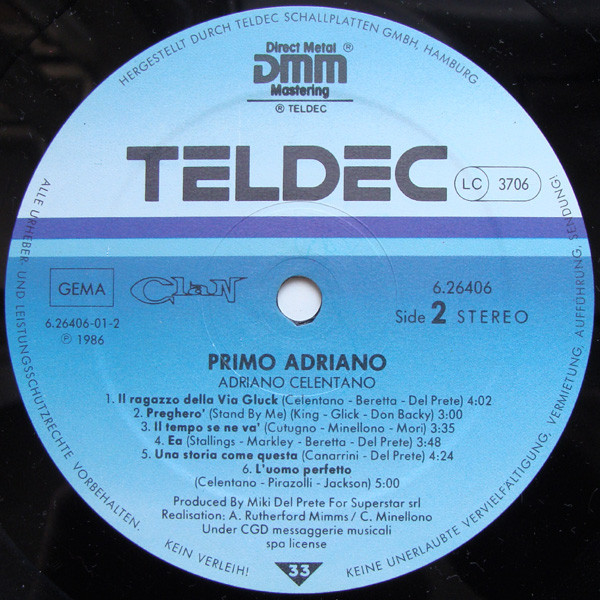 HERGESTELLT DURCH TELDEC SCHALLPLATTEN GMBH, HAMBURG
Direct Metal ®
DMM
Mastering
® TELDEC
TELDEC
LC 3706
GEMA
CLaN
6.26406
6.26406-01-2
Side 2 STEREO
℗ 1986
PRIMO ADRIANO
ADRIANO CELENTANO
1. Il ragazzo della Via Gluck (Celentano - Beretta - Del Prete) 4:02
2. Preghero' (Stand By Me) (King - Glick - Don Backy) 3:00
3. Il tempo se ne va' (Cutugno - Minellono - Mori) 3:35
4. Ea (Stallings - Markley - Beretta - Del Prete) 3:48
5. Una storia come questa (Canarrini - Del Prete) 4:24
6. L'uomo perfetto
(Celentano - Pirazolli - Jackson) 5:00
Produced By Miki Del Prete For Superstar srl
Realisation: A. Rutherford Mimms / C. Minellono
Under CGD messaggerie musicali
spa license
33
ALLE URHEBER- UND LEISTUNGSSCHUTZRECHTE VORBEHALTEN.
KEIN VERLEIH!
KEINE UNERLAUBTE VERVIELFÄLTIGUNG, VERMIETUNG, AUFFÜHRUNG, SENDUNG!